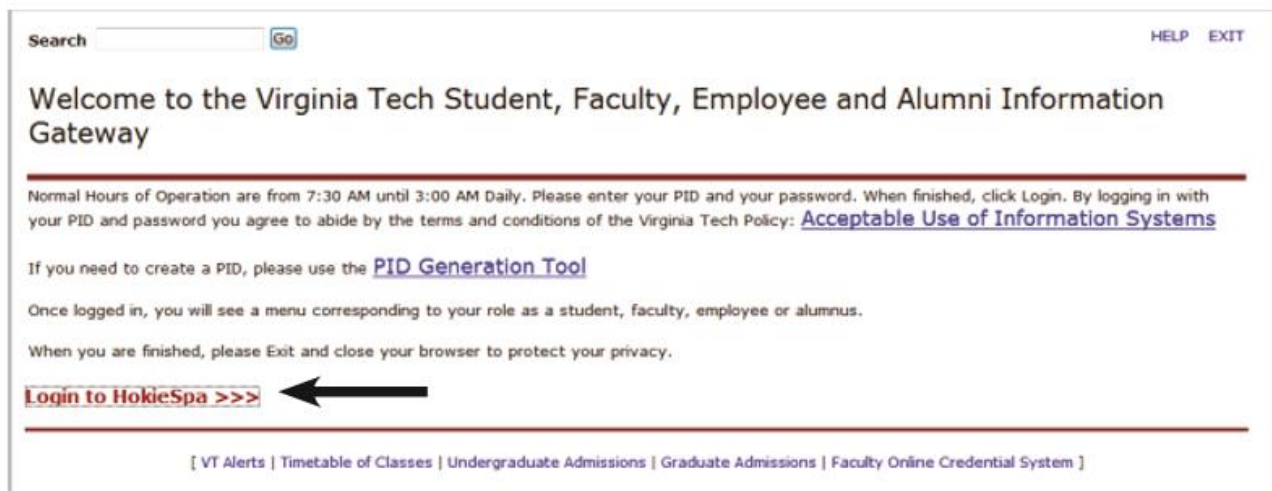 Search Go HELP EXIT
Welcome to the Virginia Tech Student, Faculty, Employee and Alumni Information
Gateway
Normal Hours of Operation are from 7:30 AM until 3:00 AM Daily. Please enter your PID and your password. When finished, click Login. By logging in with
your PID and password you agree to abide by the terms and conditions of the Virginia Tech Policy: Acceptable Use of Information Systems
If you need to create a PID, please use the PID Generation Tool
Once logged in, you will see a menu corresponding to your role as a student, faculty, employee or alumnus.
When you are finished, please Exit and close your browser to protect your privacy.
Login to HokieSpa >>>
[ VT Alerts | Timetable of Classes | Undergraduate Admissions | Graduate Admissions | Faculty Online Credential System ]